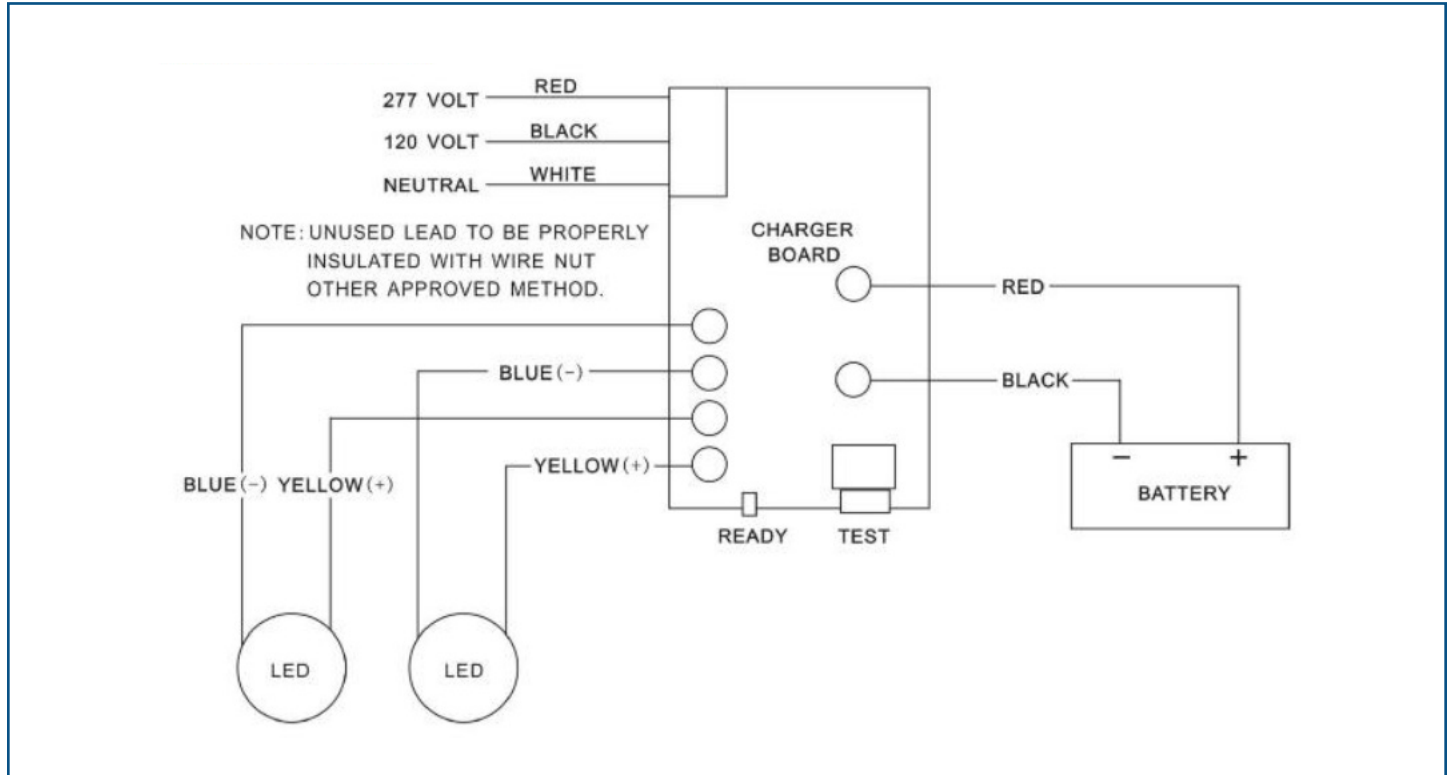 RED
277 VOLT
BLACK
120 VOLT
WHITE
NEUTRAL
NOTE: UNUSED LEAD TO BE PROPERLY
INSULATED WITH WIRE NUT
OTHER APPROVED METHOD.
CHARGER
BOARD
RED
BLUE(-)
BLACK
YELLOW(+)
BLUE(-) YELLOW(+)
- +
BATTERY
READY
TEST
LED
LED